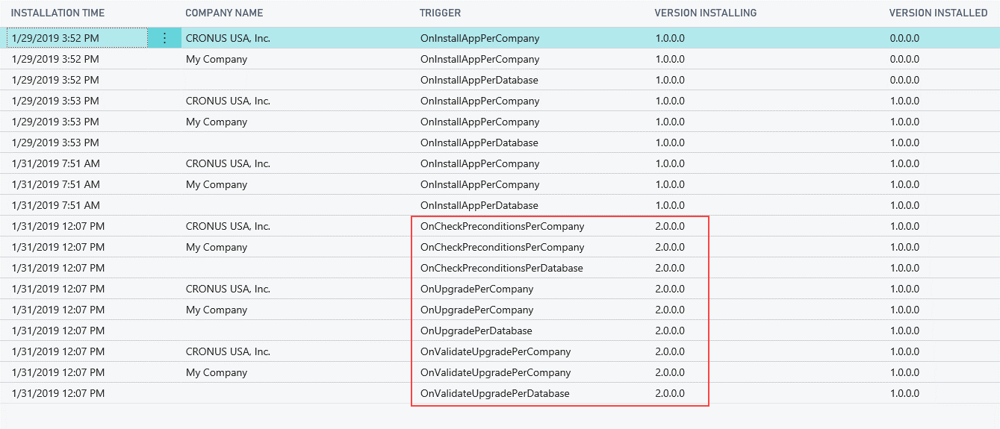 INSTALLATION TIME COMPANY NAME TRIGGER VERSION INSTALLING VERSION INSTALLED
1/29/2019 3:52 PM CRONUS USA, Inc. OnInstallAppPerCompany 1.0.0.0 0.0.0.0
1/29/2019 3:52 PM My Company OnInstallAppPerCompany 1.0.0.0 0.0.0.0
1/29/2019 3:52 PM OnInstallAppPerDatabase 1.0.0.0 0.0.0.0
1/29/2019 3:53 PM CRONUS USA, Inc. OnInstallAppPerCompany 1.0.0.0 1.0.0.0
1/29/2019 3:53 PM My Company OnInstallAppPerCompany 1.0.0.0 1.0.0.0
1/29/2019 3:53 PM OnInstallAppPerDatabase 1.0.0.0 1.0.0.0
1/31/2019 7:51 AM CRONUS USA, Inc. OnInstallAppPerCompany 1.0.0.0 1.0.0.0
1/31/2019 7:51 AM My Company OnInstallAppPerCompany 1.0.0.0 1.0.0.0
1/31/2019 7:51 AM OnInstallAppPerDatabase 1.0.0.0 1.0.0.0
1/31/2019 12:07 PM CRONUS USA, Inc. OnCheckPreconditionsPerCompany 2.0.0.0 1.0.0.0
1/31/2019 12:07 PM My Company OnCheckPreconditionsPerCompany 2.0.0.0 1.0.0.0
1/31/2019 12:07 PM OnCheckPreconditionsPerDatabase 2.0.0.0 1.0.0.0
1/31/2019 12:07 PM CRONUS USA, Inc. OnUpgradePerCompany 2.0.0.0 1.0.0.0
1/31/2019 12:07 PM My Company OnUpgradePerCompany 2.0.0.0 1.0.0.0
1/31/2019 12:07 PM OnUpgradePerDatabase 2.0.0.0 1.0.0.0
1/31/2019 12:07 PM CRONUS USA, Inc. OnValidateUpgradePerCompany 2.0.0.0 1.0.0.0
1/31/2019 12:07 PM My Company OnValidateUpgradePerCompany 2.0.0.0 1.0.0.0
1/31/2019 12:07 PM OnValidateUpgradePerDatabase 2.0.0.0 1.0.0.0